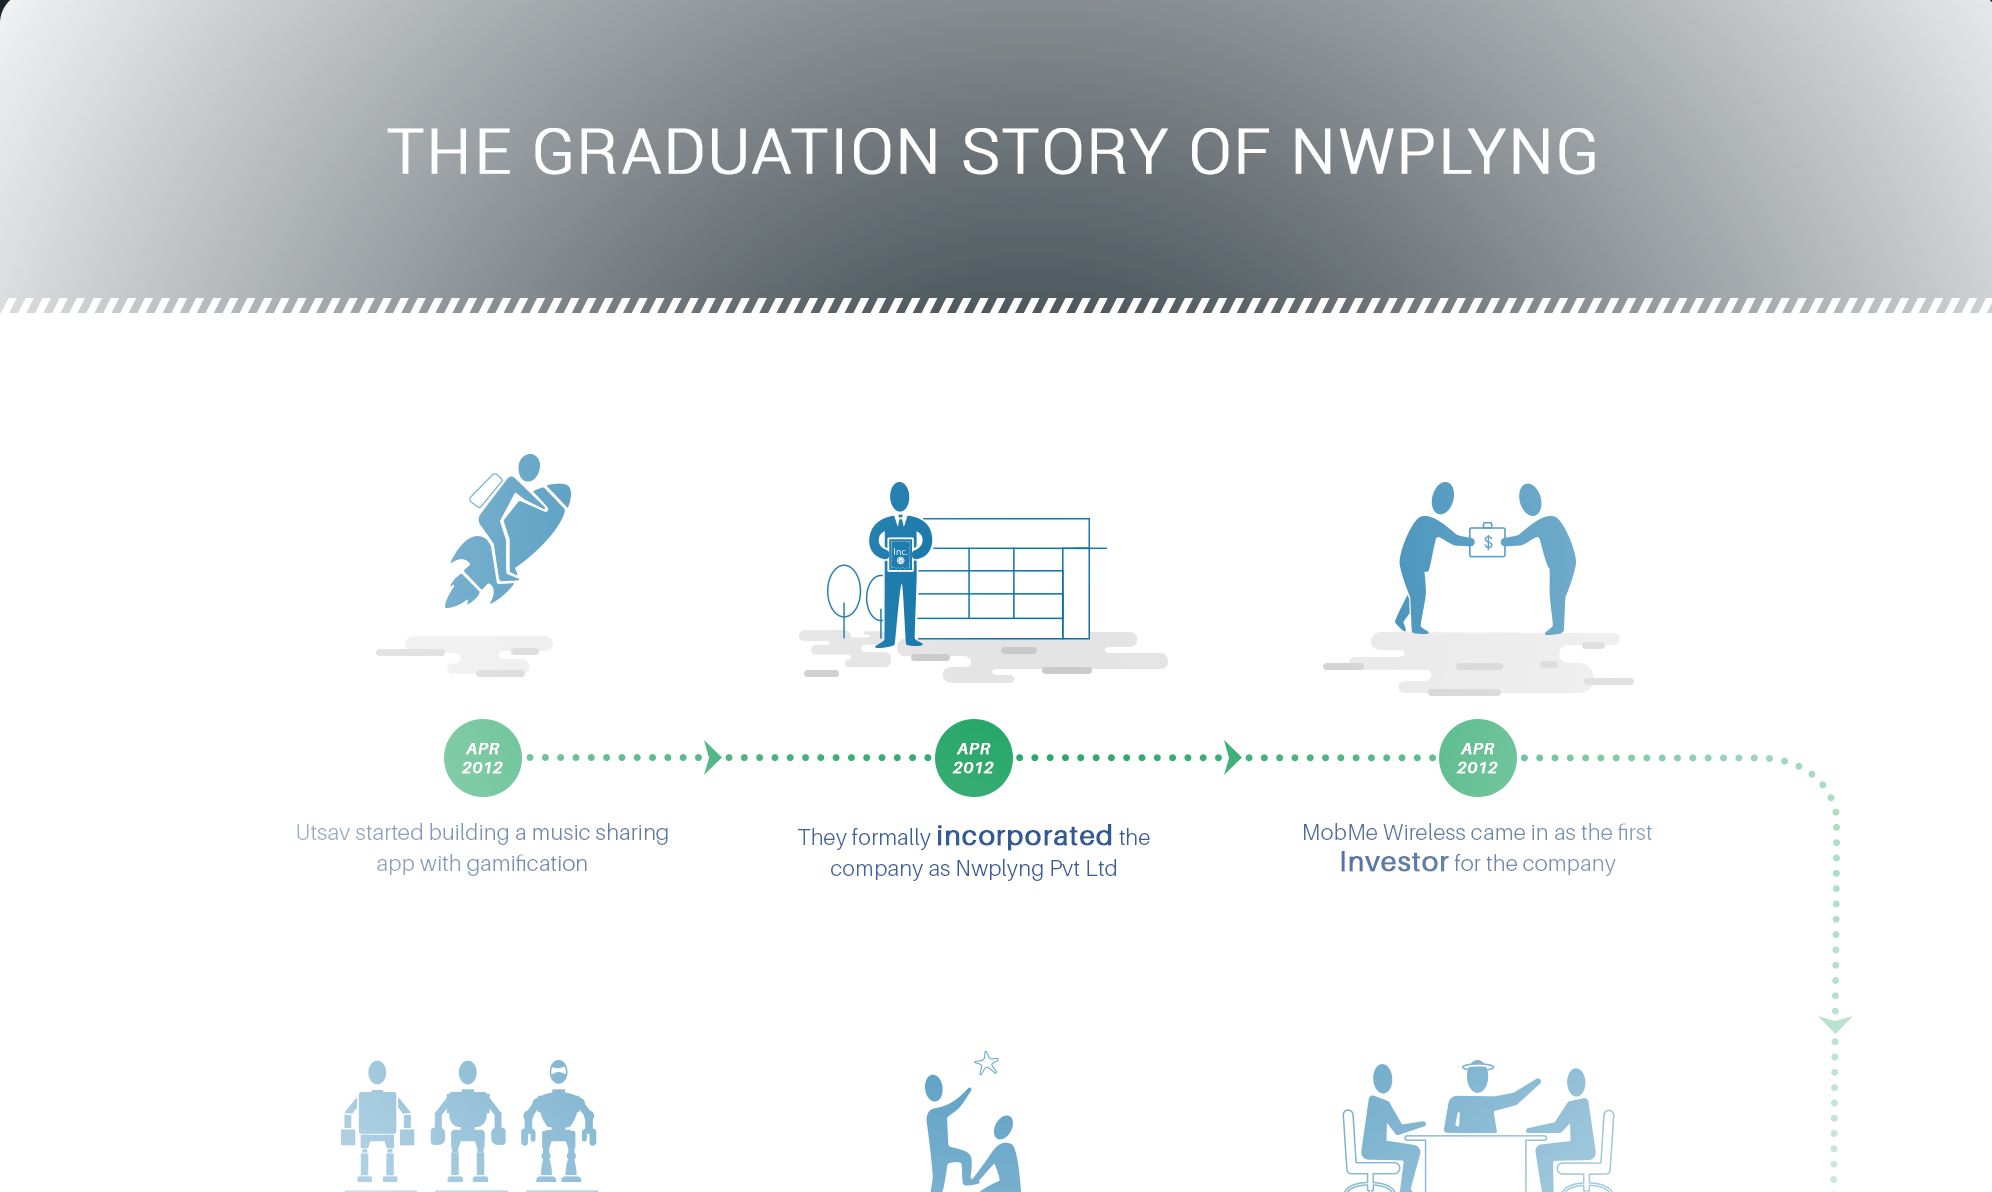 THE GRADUATION STORY OF NWPLYNG
Inc.
$
APR
2012
APR
2012
APR
2012
Utsav started building a music sharing
app with gamification
They formally incorporated the
company as Nwplyng Pvt Ltd
MobMe Wireless came in as the first
Investor for the company